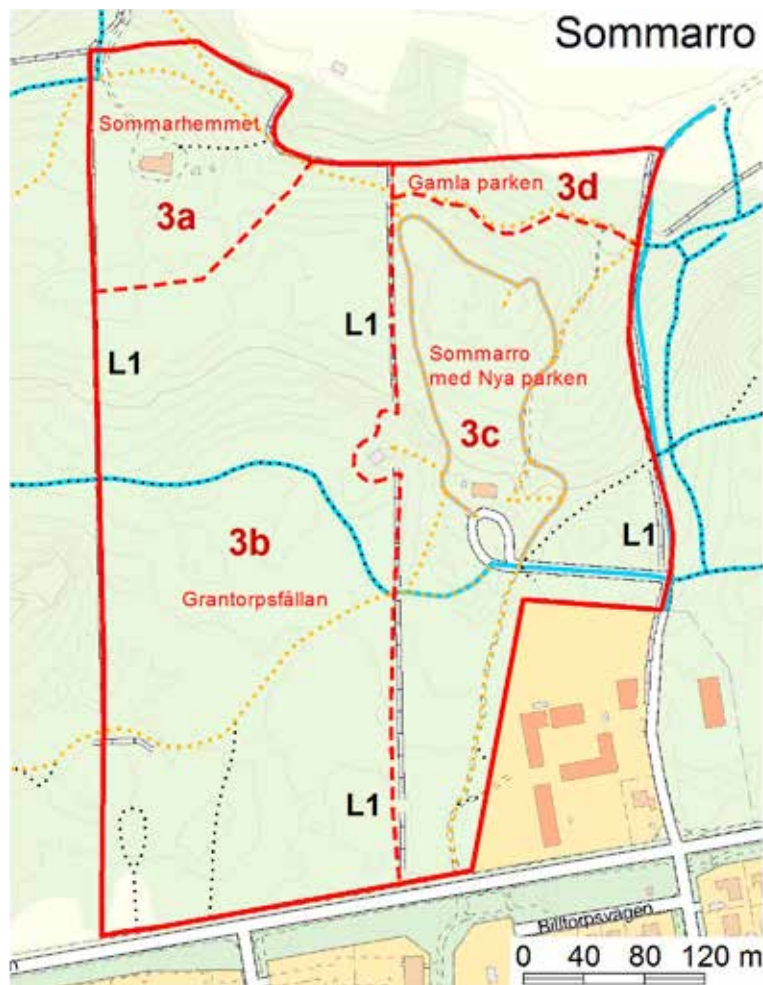 Sommarro
Sommarhemmet
3a
Gamla parken
3d
L1
L1
Sommarro
med Nya parken
3c
3b
Grantorpsfållan
L1
L1
Billtorpsvägen
n
0 40 80 120 m